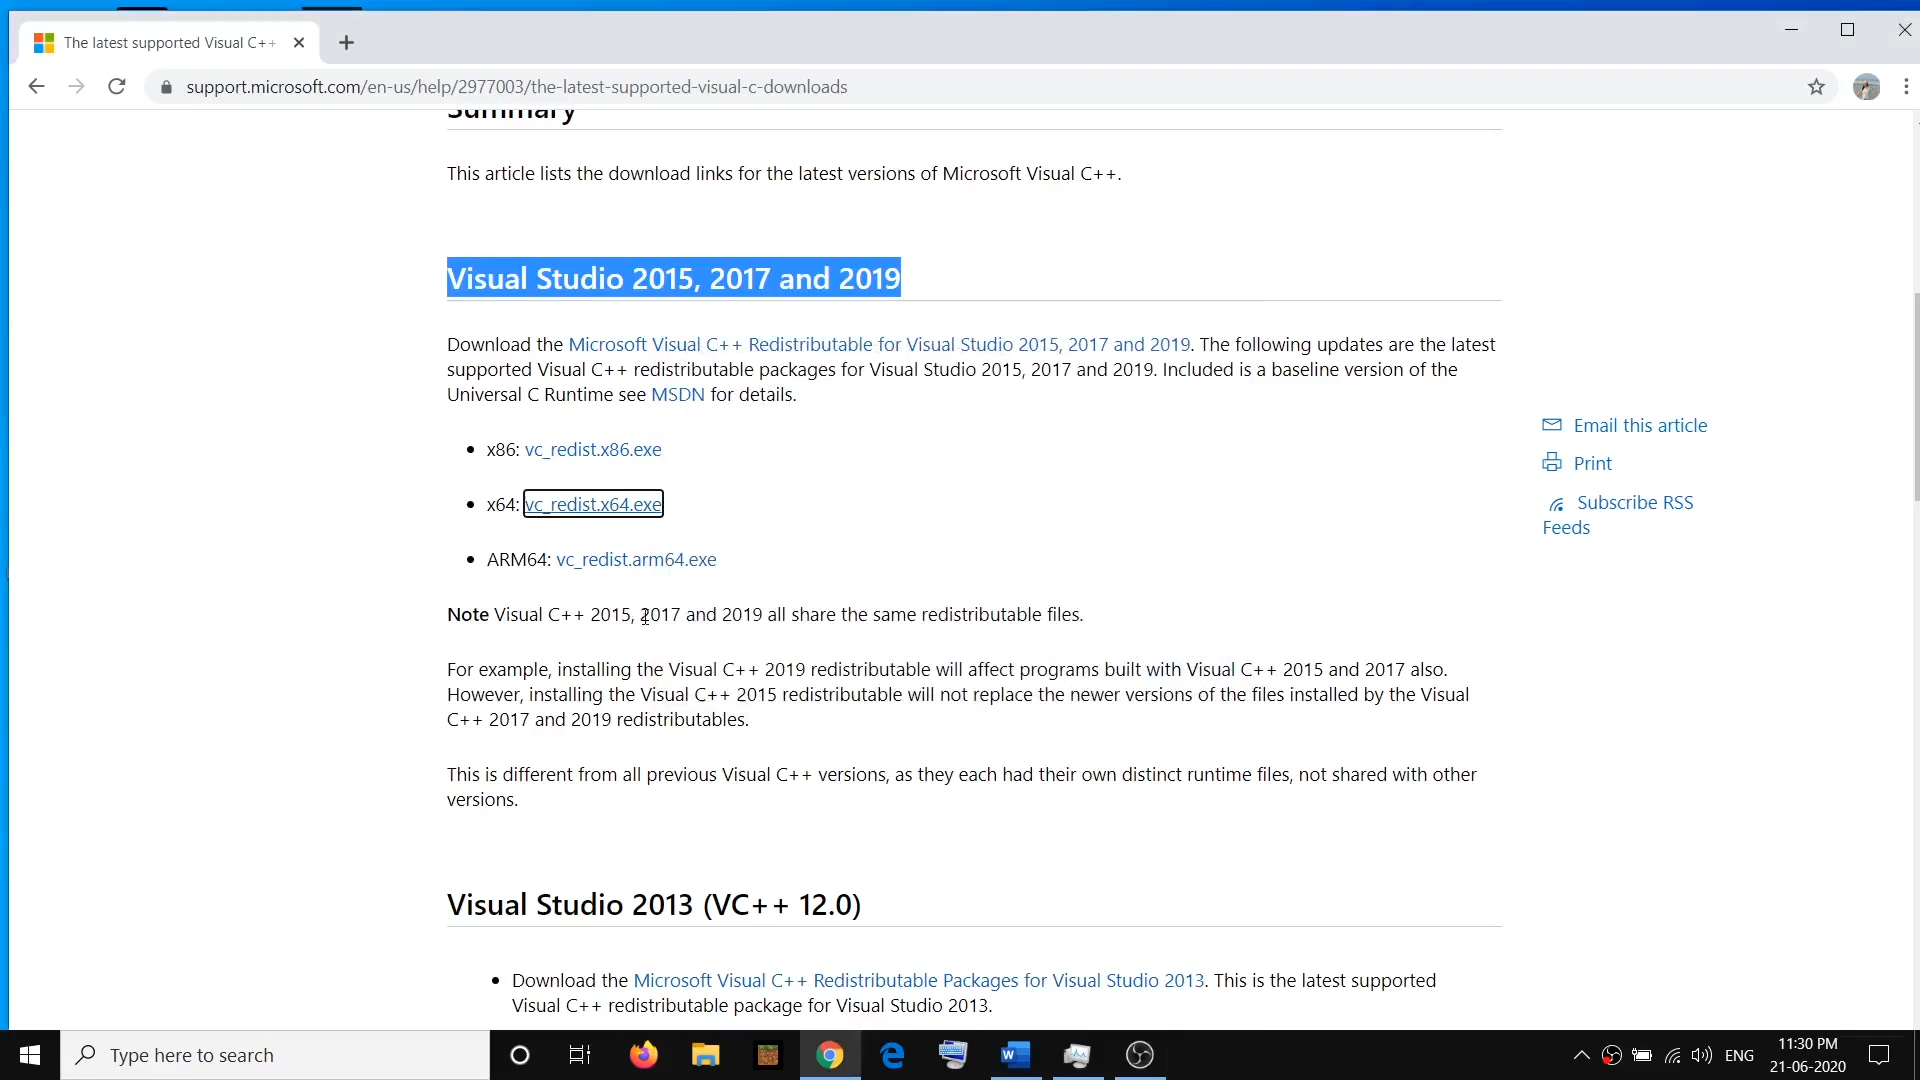 The latest supported Visual C++
support.microsoft.com/en-us/help/2977003/the-latest-supported-visual-c-downloads
Summary
This article lists the download links for the latest versions of Microsoft Visual C++.
Visual Studio 2015, 2017 and 2019
Download the Microsoft Visual C++ Redistributable for Visual Studio 2015, 2017 and 2019. The following updates are the latest
supported Visual C++ redistributable packages for Visual Studio 2015, 2017 and 2019. Included is a baseline version of the
Universal C Runtime see MSDN for details.
• x86: vc_redist.x86.exe
• x64: vc_redist.x64.exe
• ARM64: vc_redist.arm64.exe
Note Visual C++ 2015, 2017 and 2019 all share the same redistributable files.
For example, installing the Visual C++ 2019 redistributable will affect programs built with Visual C++ 2015 and 2017 also.
However, installing the Visual C++ 2015 redistributable will not replace the newer versions of the files installed by the Visual
C++ 2017 and 2019 redistributables.
This is different from all previous Visual C++ versions, as they each had their own distinct runtime files, not shared with other
versions.
Visual Studio 2013 (VC++ 12.0)
• Download the Microsoft Visual C++ Redistributable Packages for Visual Studio 2013. This is the latest supported
Visual C++ redistributable package for Visual Studio 2013.
Email this article
Print
Subscribe RSS
Feeds
Type here to search
ENG
11:30 PM
21-06-2020